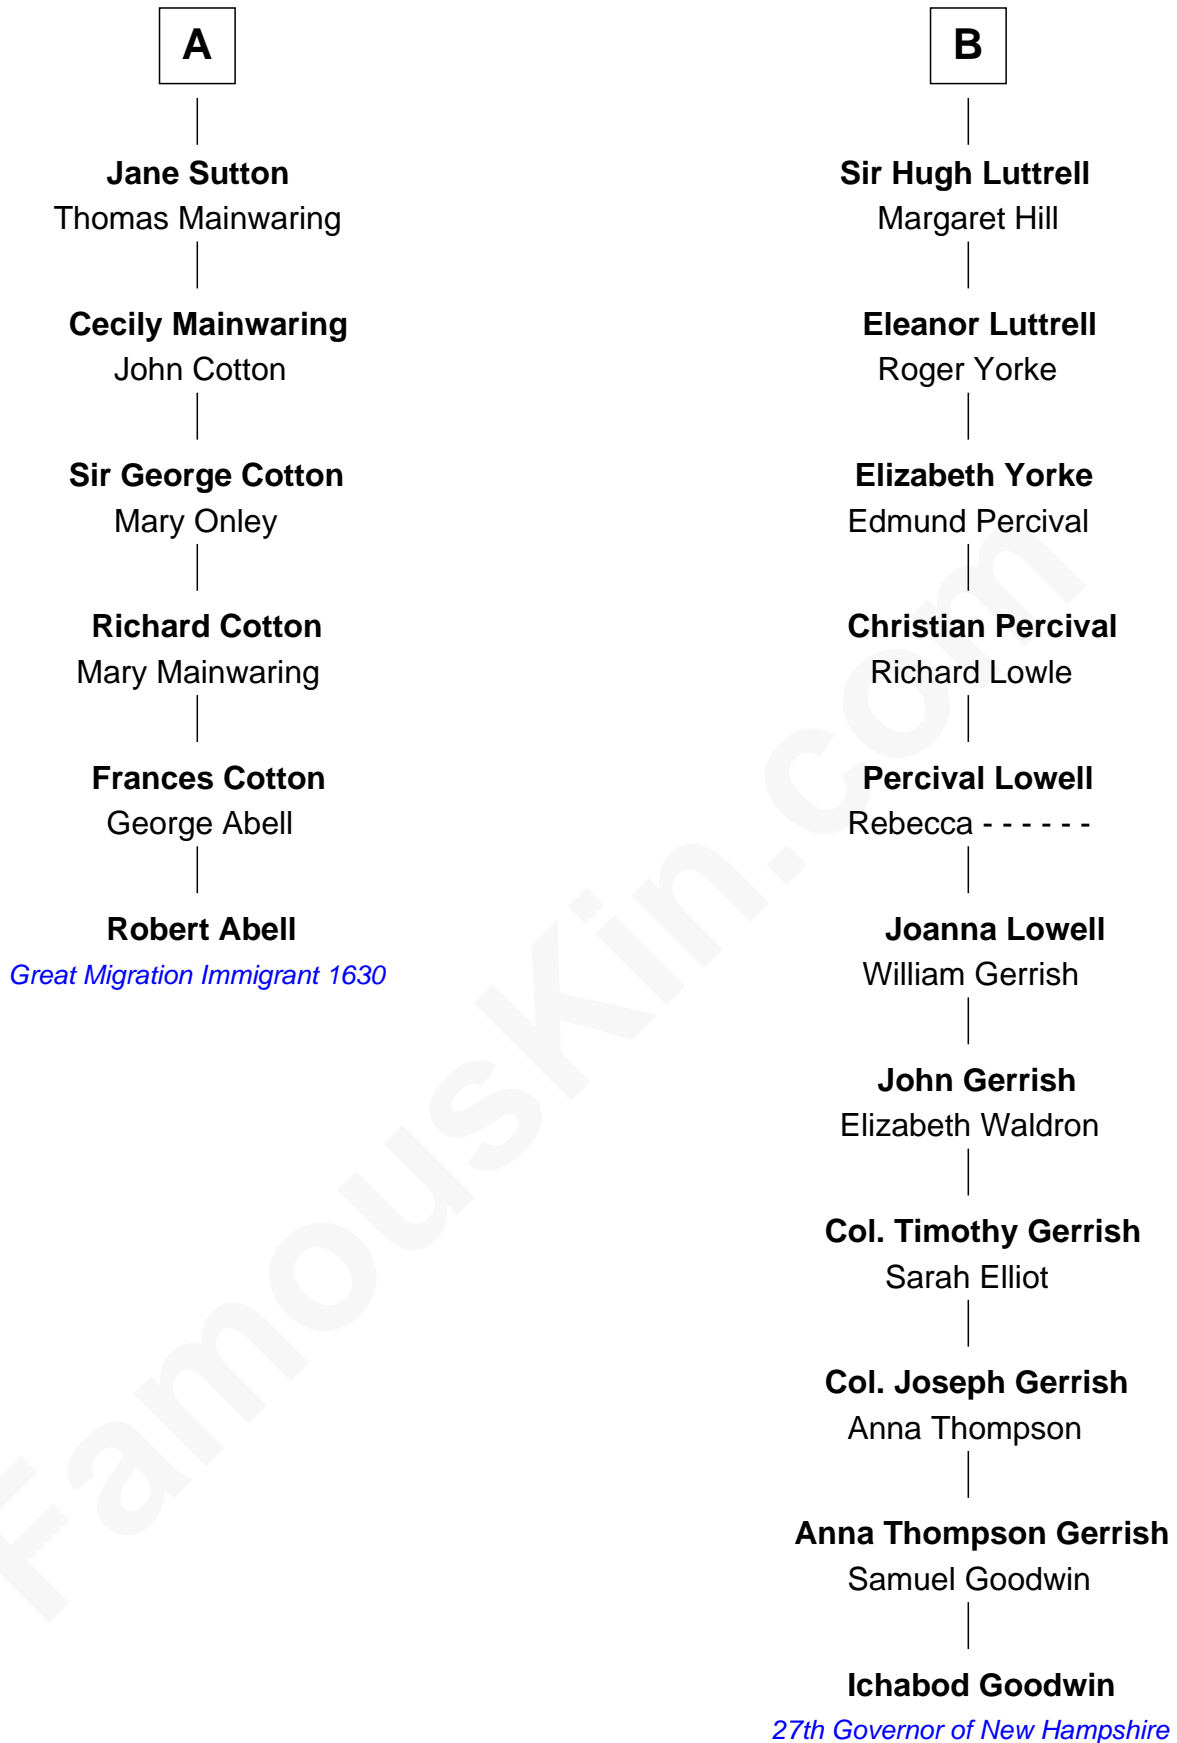 A
Jane Sutton
Thomas Mainwaring
Cecily Mainwaring
John Cotton
Sir George Cotton
Mary Onley
Richard Cotton
Mary Mainwaring
Frances Cotton
George Abell
Robert Abell
Great Migration Immigrant 1630
B
Sir Hugh Luttrell
Margaret Hill
Eleanor Luttrell
Roger Yorke
Elizabeth Yorke
Edmund Percival
Christian Percival
Richard Lowle
Percival Lowell
Rebecca - - - - - -
Joanna Lowell
William Gerrish
John Gerrish
Elizabeth Waldron
Col. Timothy Gerrish
Sarah Elliot
Col. Joseph Gerrish
Anna Thompson
Anna Thompson Gerrish
Samuel Goodwin
Ichabod Goodwin
27th Governor of New Hampshire
FamousKin.com